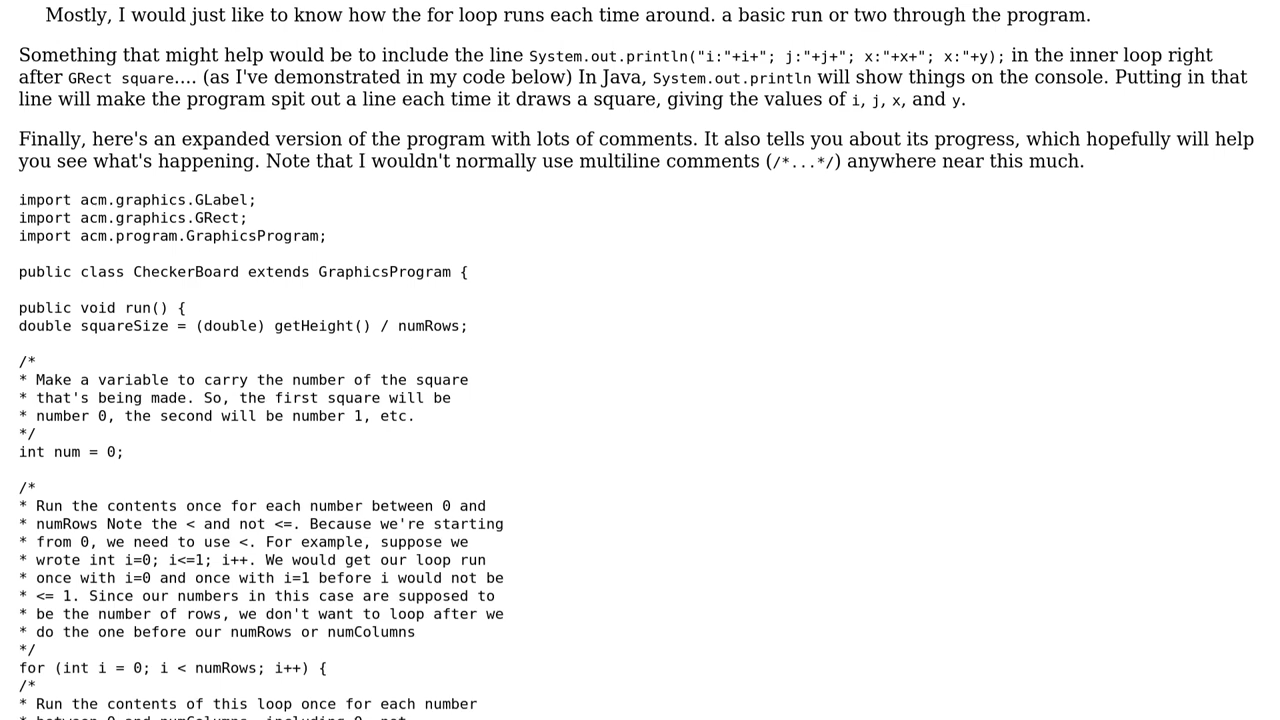 Mostly, I would just like to know how the for loop runs each time around. a basic run or two through the program.
Something that might help would be to include the line System.out.println("i:"+i+"; j:"+j+"; x:"+x+"; x:"+y); in the inner loop right
after GRect square.... (as I've demonstrated in my code below) In Java, System.out.println will show things on the console. Putting in that
line will make the program spit out a line each time it draws a square, giving the values of i, j, x, and y.
Finally, here's an expanded version of the program with lots of comments. It also tells you about its progress, which hopefully will help
you see what's happening. Note that I wouldn't normally use multiline comments (/*...*/) anywhere near this much.
import acm.graphics.GLabel;
import acm.graphics.GRect;
import acm.program.GraphicsProgram;
public class CheckerBoard extends GraphicsProgram {
public void run() {
double squareSize = (double) getHeight() / numRows;
/*
* Make a variable to carry the number of the square
* that's being made. So, the first square will be
* number 0, the second will be number 1, etc.
*/
int num = 0;
/*
* Run the contents once for each number between 0 and
* numRows Note the < and not <=. Because we're starting
* from 0, we need to use <. For example, suppose we
* wrote int i=0; i<=1; i++. We would get our loop run
* once with i=0 and once with i=1 before i would not be
* <= 1. Since our numbers in this case are supposed to
* be the number of rows, we don't want to loop after we
* do the one before our numRows or numColumns
*/
for (int i = 0; i < numRows; i++) {
/*
* Run the contents of this loop once for each number